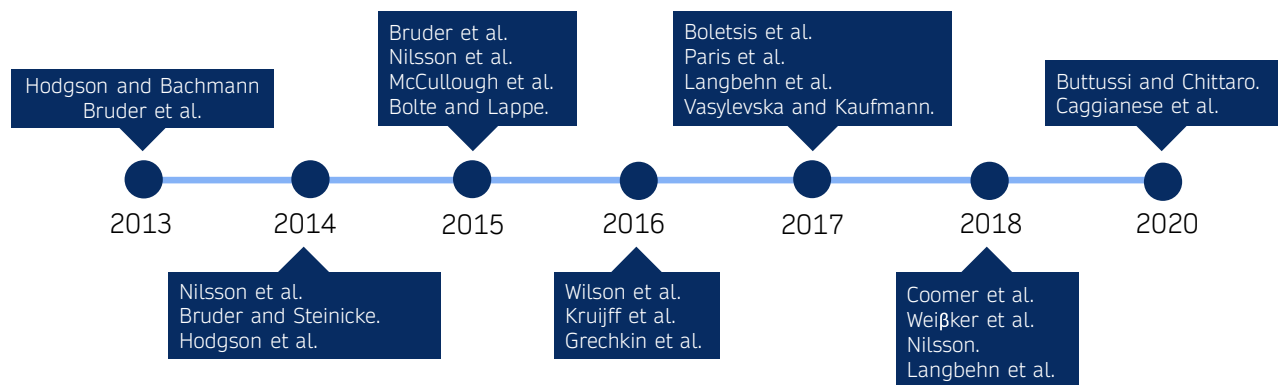 Hodgson and Bachmann
Bruder et al.
Bruder et al.
Nilsson et al.
McCullough et al.
Bolte and Lappe.
Boletsis et al.
Paris et al.
Langbehn et al.
Vasylevska and Kaufmann.
Buttussi and Chittaro.
Caggianese et al.
2013
2014
2015
2016
2017
2018
2020
Nilsson et al.
Bruder and Steinicke.
Hodgson et al.
Wilson et al.
Kruijff et al.
Grechkin et al.
Coomer et al.
Weiβker et al.
Nilsson.
Langbehn et al.